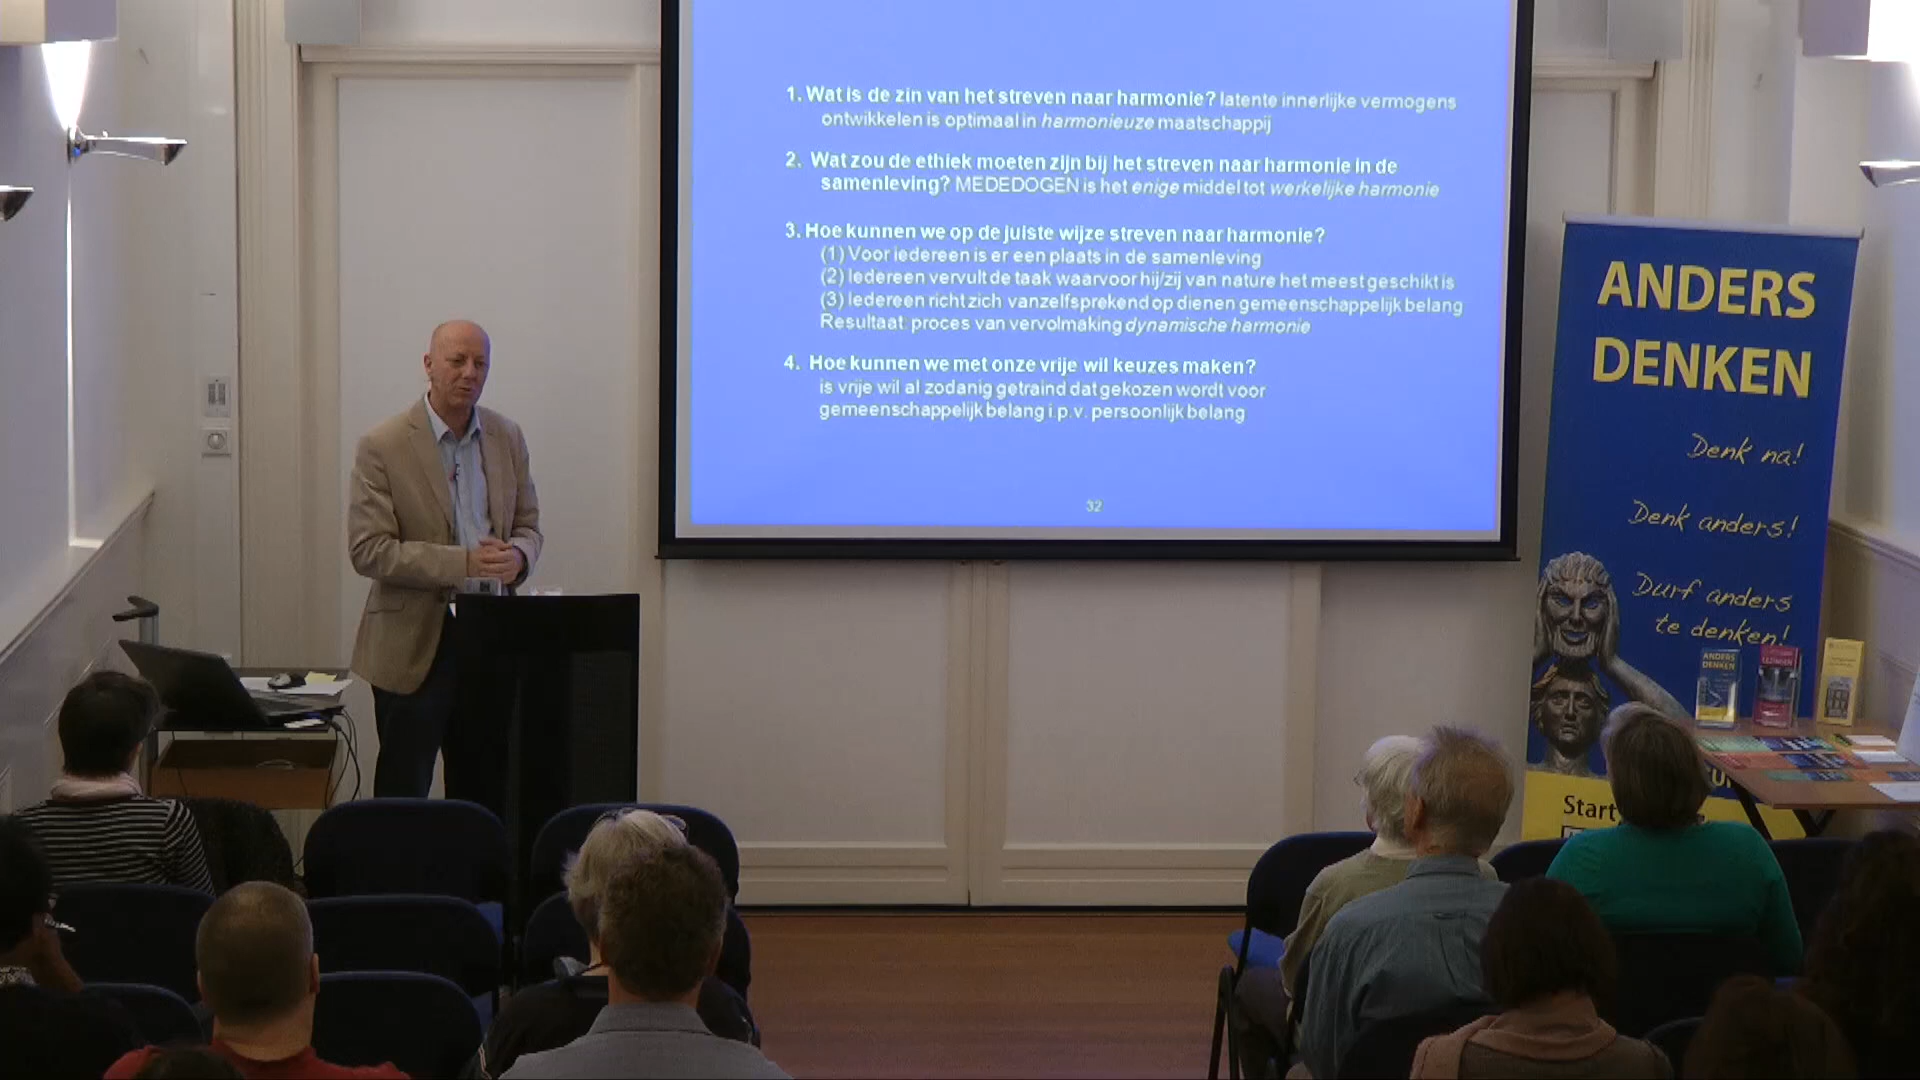 1. Wat is de zin van het streven naar harmonie? latente innerlijke vermogens
ontwikkelen is optimaal in harmonieuze maatschappij
2. Wat zou de ethiek moeten zijn bij het streven naar harmonie in de
samenleving? MEDEDOGEN is het enige middel tot werkelijke harmonie
3. Hoe kunnen we op de juiste wijze streven naar harmonie?
(1) Voor iedereen is er een plaats in de samenleving
(2) Iedereen vervult de taak waarvoor hij/zij van nature het meest geschikt is
(3) Iedereen richt zich vanzelfsprekend op dienen gemeenschappelijk belang
Resultaat: proces van vervolmaking dynamische harmonie
4. Hoe kunnen we met onze vrije wil keuzes maken?
is vrije wil al zodanig getraind dat gekozen wordt voor
gemeenschappelijk belang i.p.v. persoonlijk belang
32
ANDERS
DENKEN
Denk na!
Denk anders!
Durf anders
te denken!
ANDERS
DENKEN
Start